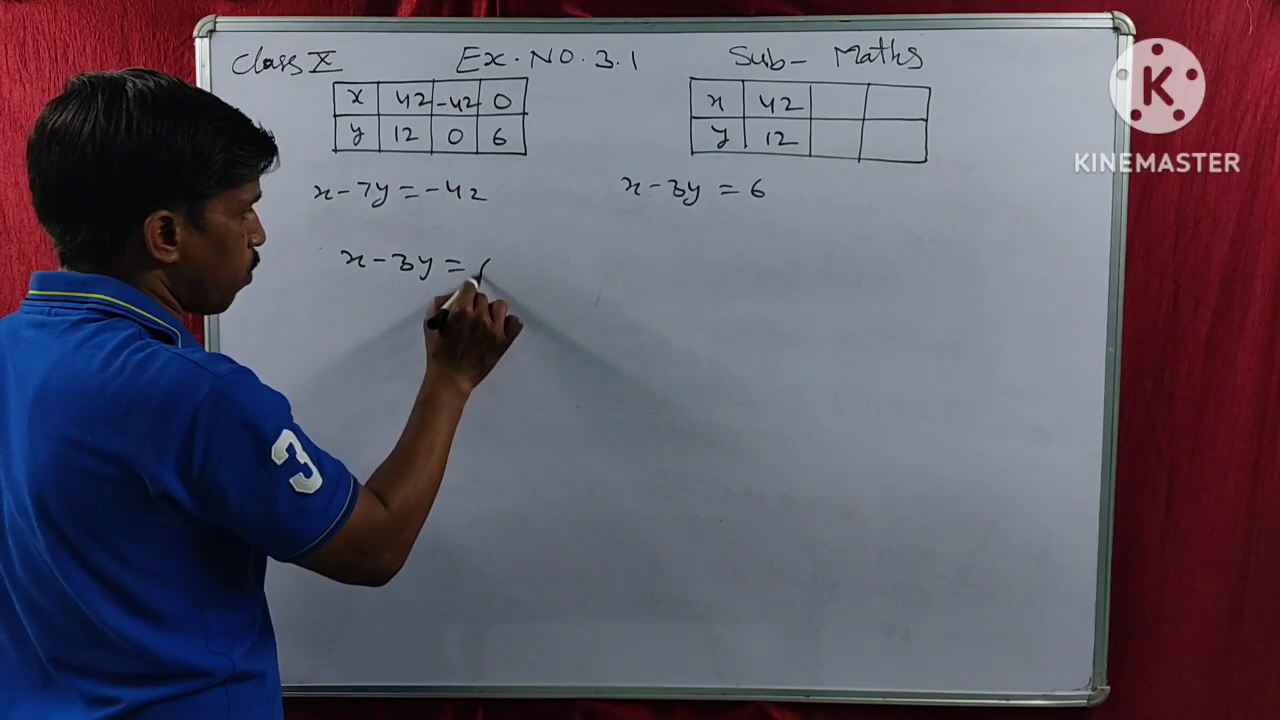 Class X Ex. NO. 3.1 Sub- Maths
x 42 -42 0
y 12 0 6
x 42
y 12
x - 7y = -42
x - 3y = 6
x - 3y =
3
K
KINEMASTER